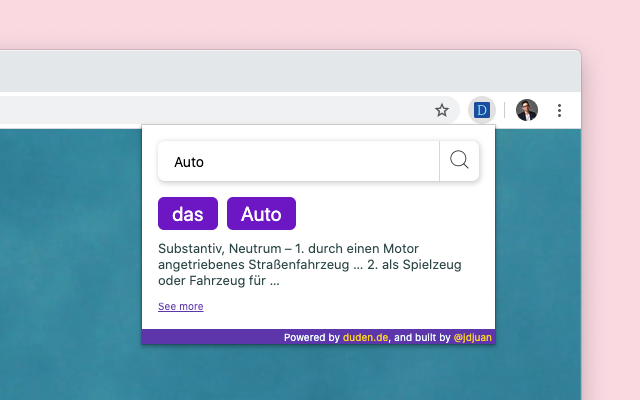 D
Auto
das Auto
Substantiv, Neutrum – 1. durch einen Motor
angetriebenes Straßenfahrzeug ... 2. als Spielzeug
oder Fahrzeug für ...
See more
Powered by duden.de, and built by @jdjuan